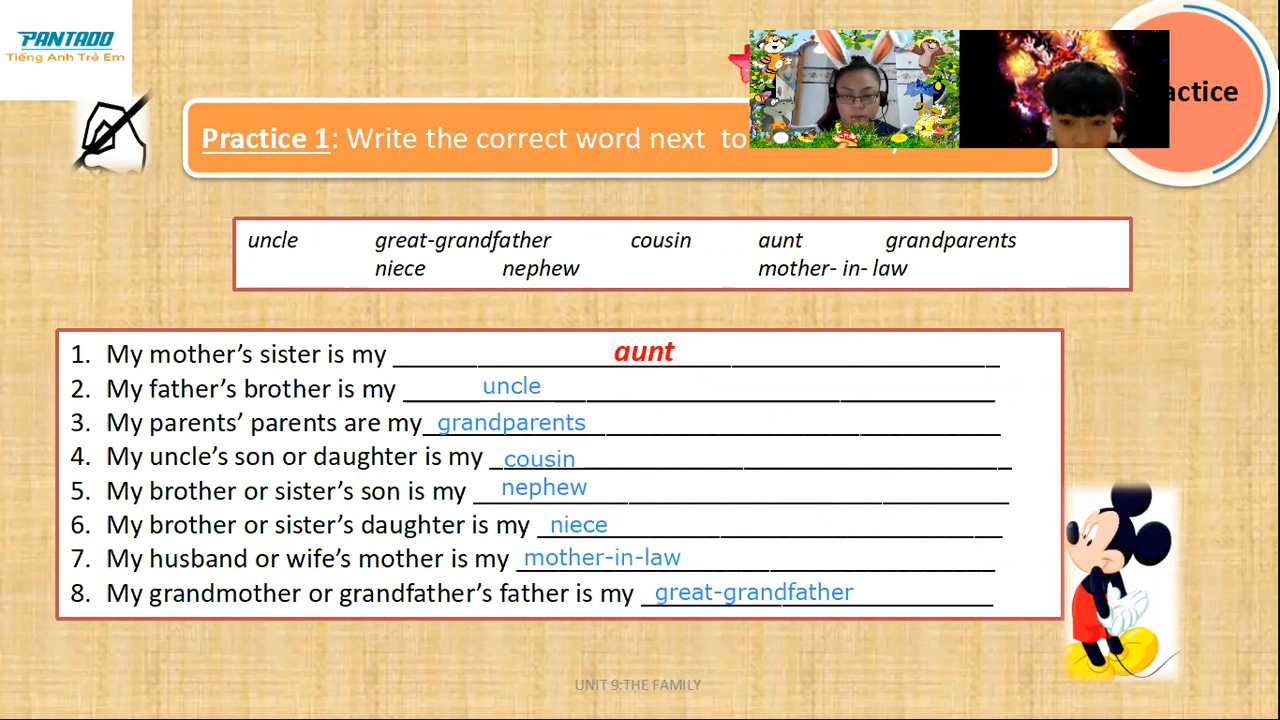 PANTADO
Tiếng Anh Trẻ Em
Practice 1: Write the correct word next to
actice
uncle great-grandfather cousin aunt grandparents
niece nephew mother- in- law
1. My mother's sister is my aunt
2. My father's brother is my uncle
3. My parents' parents are my grandparents
4. My uncle's son or daughter is my cousin
5. My brother or sister's son is my nephew
6. My brother or sister's daughter is my niece
7. My husband or wife's mother is my mother-in-law
8. My grandmother or grandfather's father is my great-grandfather
UNIT 9:THE FAMILY